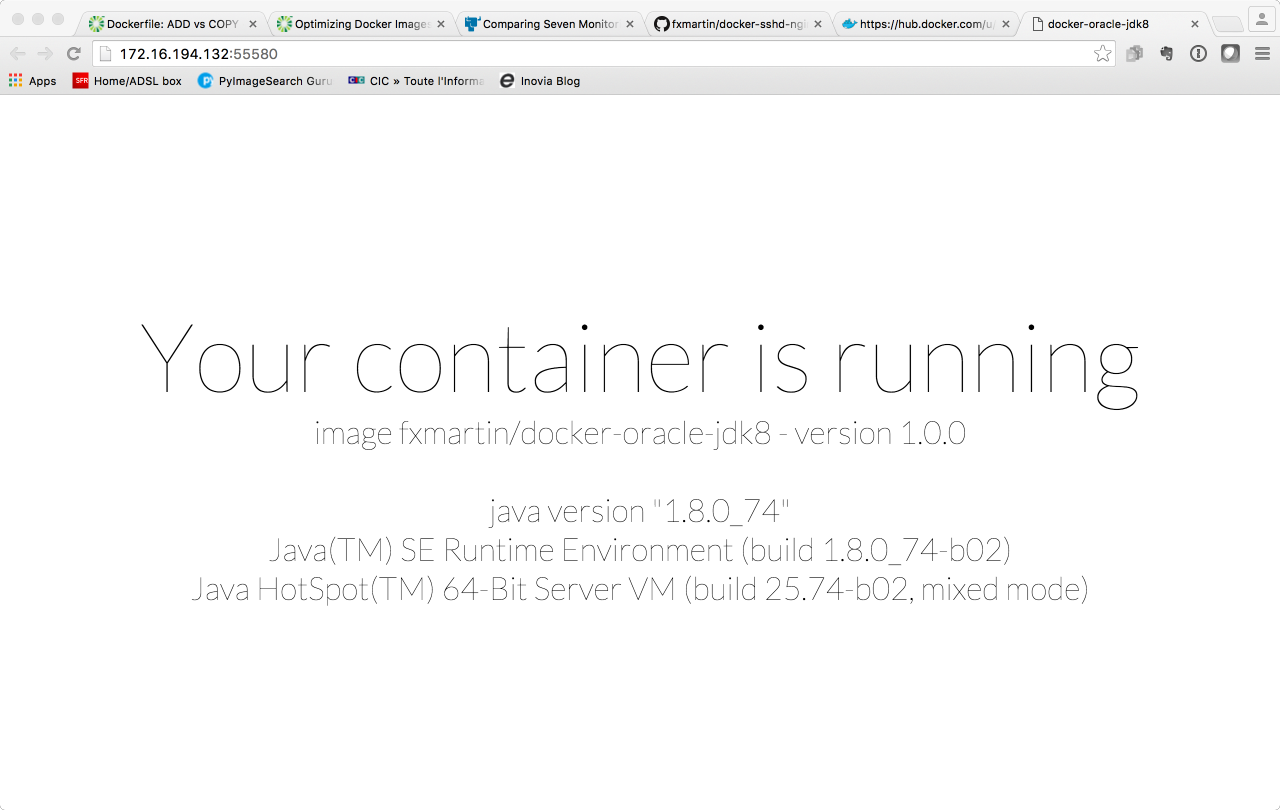 Dockerfile: ADD vs COPY
Optimizing Docker Images
Comparing Seven Monitor
fxmartin/docker-sshd-ngi
https://hub.docker.com/u/
docker-oracle-jdk8
172.16.194.132:55580
Apps
SFR Home/ADSL box
PyImageSearch Guru
CIC » Toute l'Informa
Inovia Blog
Your container is running
image fxmartin/docker-oracle-jdk8 - version 1.0.0
java version "1.8.0_74"
Java(TM) SE Runtime Environment (build 1.8.0_74-b02)
Java HotSpot(TM) 64-Bit Server VM (build 25.74-b02, mixed mode)